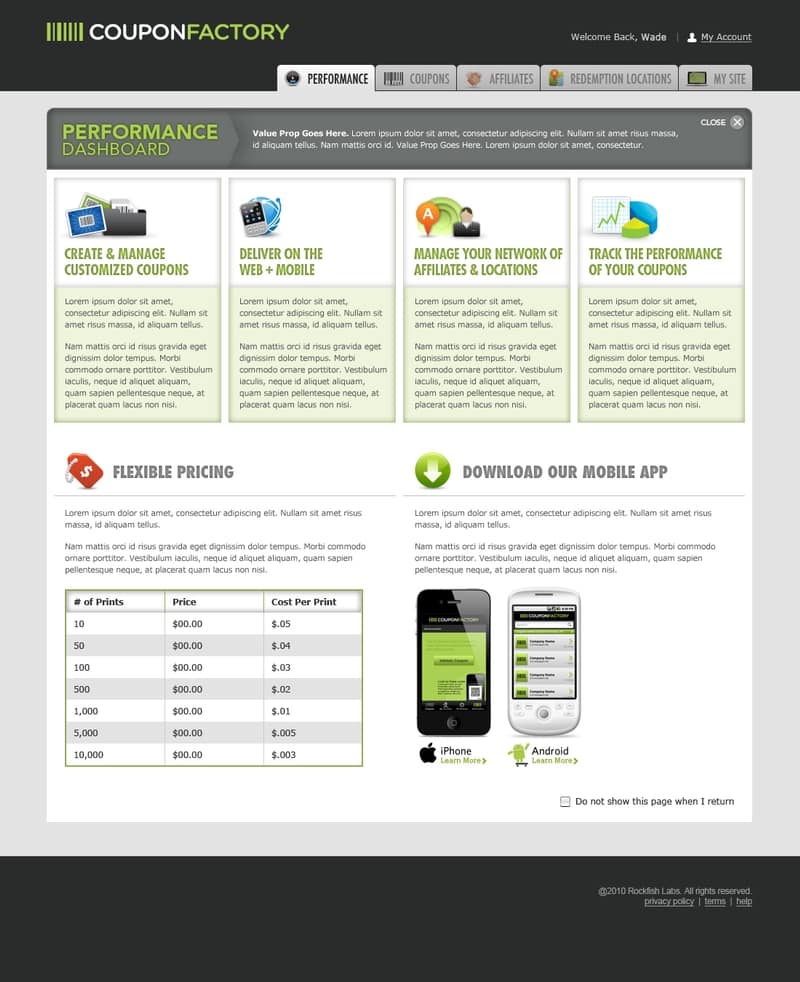 COUPONFACTORY
Welcome Back, Wade | My Account
PERFORMANCE
COUPONS
AFFILIATES
REDEMPTION LOCATIONS
MY SITE
PERFORMANCE
DASHBOARD
Value Prop Goes Here. Lorem ipsum dolor sit amet, consectetur adipiscing elit. Nullam sit risus massa,
id aliquam tellus. Nam mattis orci id. Value Prop Goes Here. Lorem ipsum dolor sit amet, consectetur.
CLOSE
CREATE & MANAGE
CUSTOMIZED COUPONS
Lorem ipsum dolor sit amet,
consectetur adipiscing elit. Nullam sit
amet risus massa, id aliquam tellus.
Nam mattis orci id risus gravida eget
dignissim dolor tempus. Morbi
commodo ornare porttitor. Vestibulum
iaculis, neque id aliquet aliquam,
quam sapien pellentesque neque, at
placerat quam lacus non nisi.
DELIVER ON THE
WEB + MOBILE
Lorem ipsum dolor sit amet,
consectetur adipiscing elit. Nullam sit
amet risus massa, id aliquam tellus.
Nam mattis orci id risus gravida eget
dignissim dolor tempus. Morbi
commodo ornare porttitor. Vestibulum
iaculis, neque id aliquet aliquam,
quam sapien pellentesque neque, at
placerat quam lacus non nisi.
A
MANAGE YOUR NETWORK OF
AFFILIATES & LOCATIONS
Lorem ipsum dolor sit amet,
consectetur adipiscing elit. Nullam sit
amet risus massa, id aliquam tellus.
Nam mattis orci id risus gravida eget
dignissim dolor tempus. Morbi
commodo ornare porttitor. Vestibulum
iaculis, neque id aliquet aliquam,
quam sapien pellentesque neque, at
placerat quam lacus non nisi.
TRACK THE PERFORMANCE
OF YOUR COUPONS
Lorem ipsum dolor sit amet,
consectetur adipiscing elit. Nullam sit
amet risus massa, id aliquam tellus.
Nam mattis orci id risus gravida eget
dignissim dolor tempus. Morbi
commodo ornare porttitor. Vestibulum
iaculis, neque id aliquet aliquam,
quam sapien pellentesque neque, at
placerat quam lacus non nisi.
$
FLEXIBLE PRICING
Lorem ipsum dolor sit amet, consectetur adipiscing elit. Nullam sit amet risus
massa, id aliquam tellus.
Nam mattis orci id risus gravida eget dignissim dolor tempus. Morbi commodo
ornare porttitor. Vestibulum iaculis, neque id aliquet aliquam, quam sapien
pellentesque neque, at placerat quam lacus non nisi.
# of Prints Price Cost Per Print
10 $00.00 $.05
50 $00.00 $.04
100 $00.00 $.03
500 $00.00 $.02
1,000 $00.00 $.01
5,000 $00.00 $.005
10,000 $00.00 $.003
DOWNLOAD OUR MOBILE APP
Lorem ipsum dolor sit amet, consectetur adipiscing elit. Nullam sit amet risus
massa, id aliquam tellus.
Nam mattis orci id risus gravida eget dignissim dolor tempus. Morbi commodo
ornare porttitor. Vestibulum iaculis, neque id aliquet aliquam, quam sapien
pellentesque neque, at placerat quam lacus non nisi.
COUPONFACTORY
COUPONFACTORY
Company Name
Company Name
Company Name
Company Name
iPhone
Learn More
Android
Learn More
Do not show this page when I return
@2010 Rockfish Labs. All rights reserved.
privacy policy | terms | help